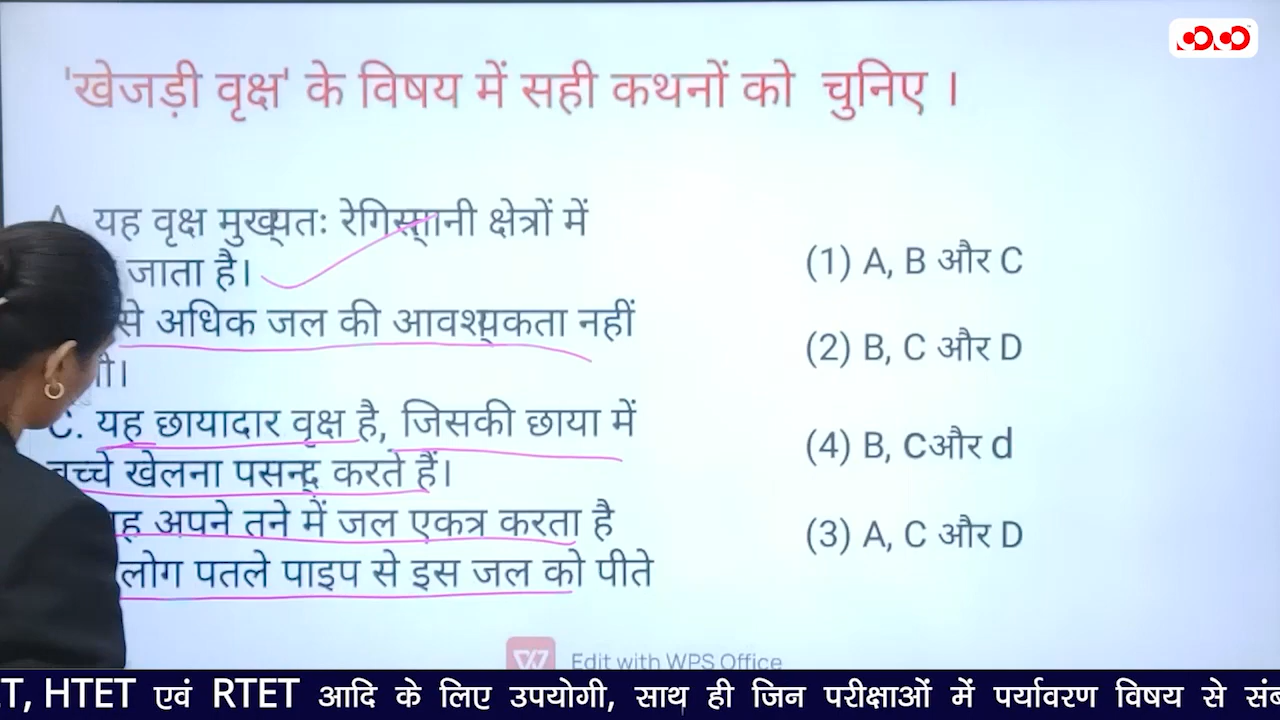 'खेजड़ी वृक्ष' के विषय में सही कथनों को चुनिए ।
यह वृक्ष मुख्यतः रेगिस्तानी क्षेत्रों में
जाता है।
से अधिक जल की आवश्यकता नहीं
C. यह छायादार वृक्ष है, जिसकी छाया में
बच्चे खेलना पसन्द करते हैं।
अपने तने में जल एकत्र करता है
लोग पतले पाइप से इस जल को पीते
(1) A, B और C
(2) B, C और D
(4) B, Cऔर d
(3) A, C और D
Edit with WPS Office
T, HTET एवं RTET आदि के लिए उपयोगी, साथ ही जिन परीक्षाओं में पर्यावरण विषय से